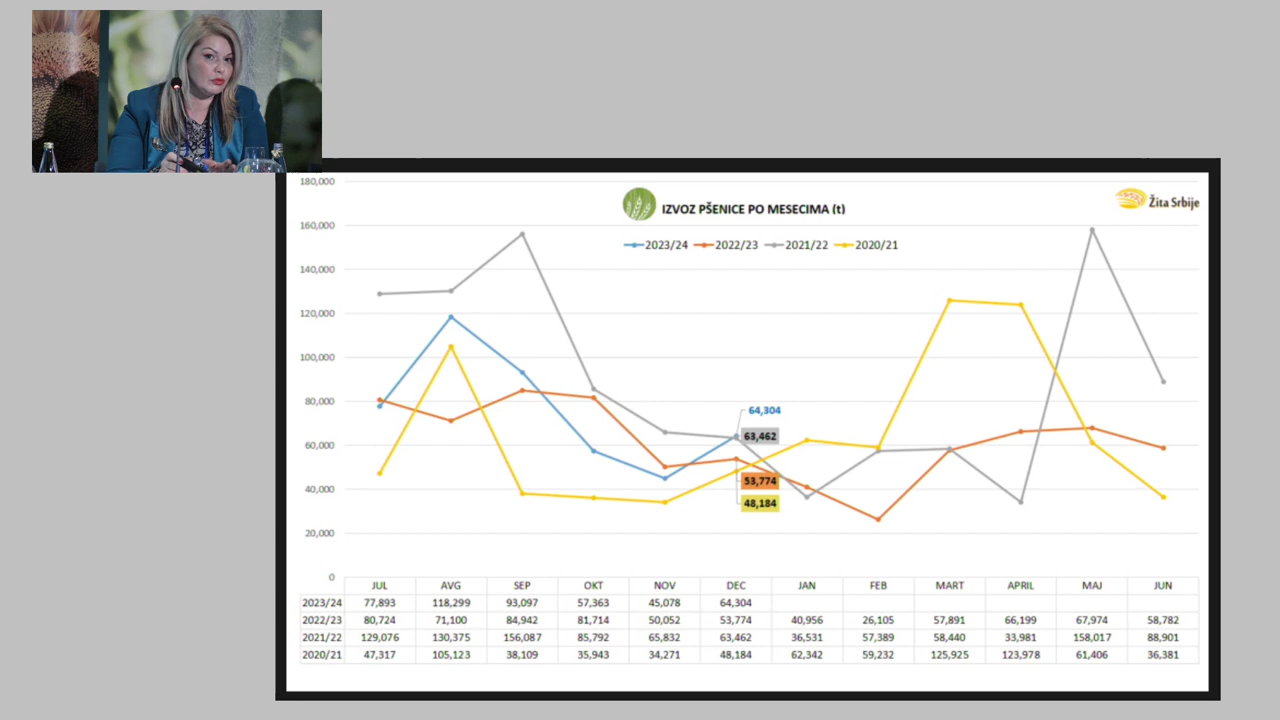 180,000
IZVOZ PŠENICE PO MESECIMA (t)
Žita Srbije
160,000
2023/24 2022/23 2021/22 2020/21
140,000
120,000
100,000
80,000
64,304
63,462
60,000
53,774
48,184
40,000
20,000
0
JUL AVG SEP OKT NOV DEC JAN FEB MART APRIL MAJ JUN
2023/24 77,893 118,299 93,097 57,363 45,078 64,304
2022/23 80,724 71,100 84,942 81,714 50,052 53,774 40,956 26,105 57,891 66,199 67,974 58,782
2021/22 129,076 130,375 156,087 85,792 65,832 63,462 36,531 57,389 58,440 33,981 158,017 88,901
2020/21 47,317 105,123 38,109 35,943 34,271 48,184 62,342 59,232 125,925 123,978 61,406 36,381